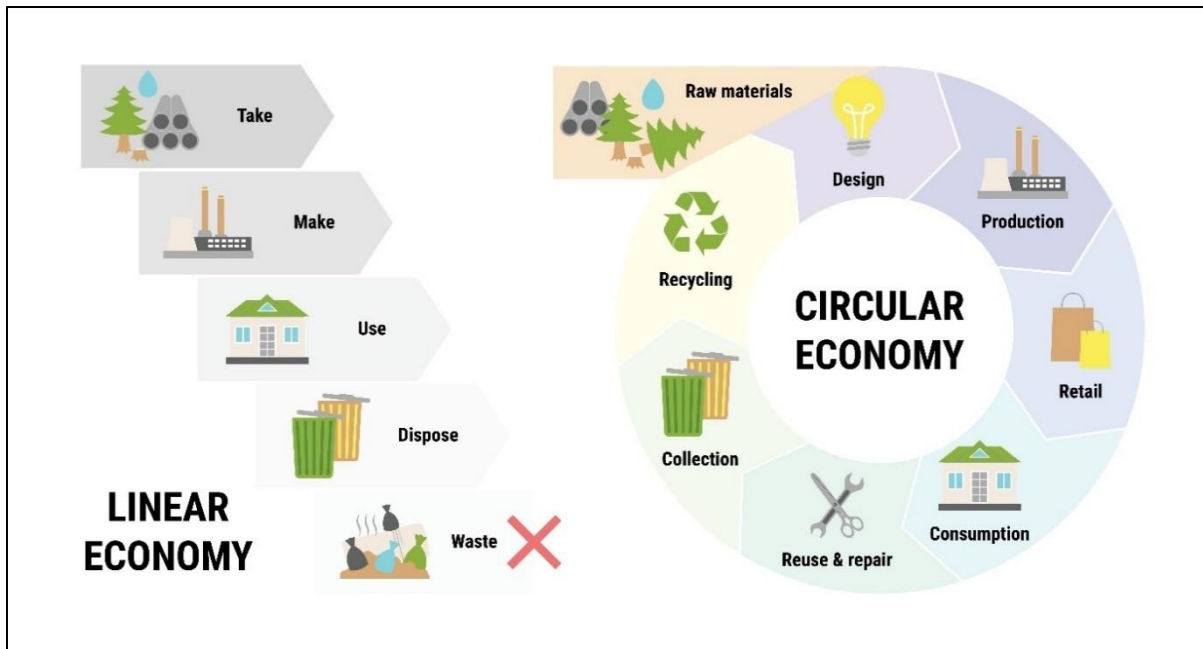 Take
Make
Use
Dispose
Waste
LINEAR
ECONOMY
Raw materials
Design
Production
Retail
Consumption
Reuse & repair
Collection
Recycling
CIRCULAR
ECONOMY